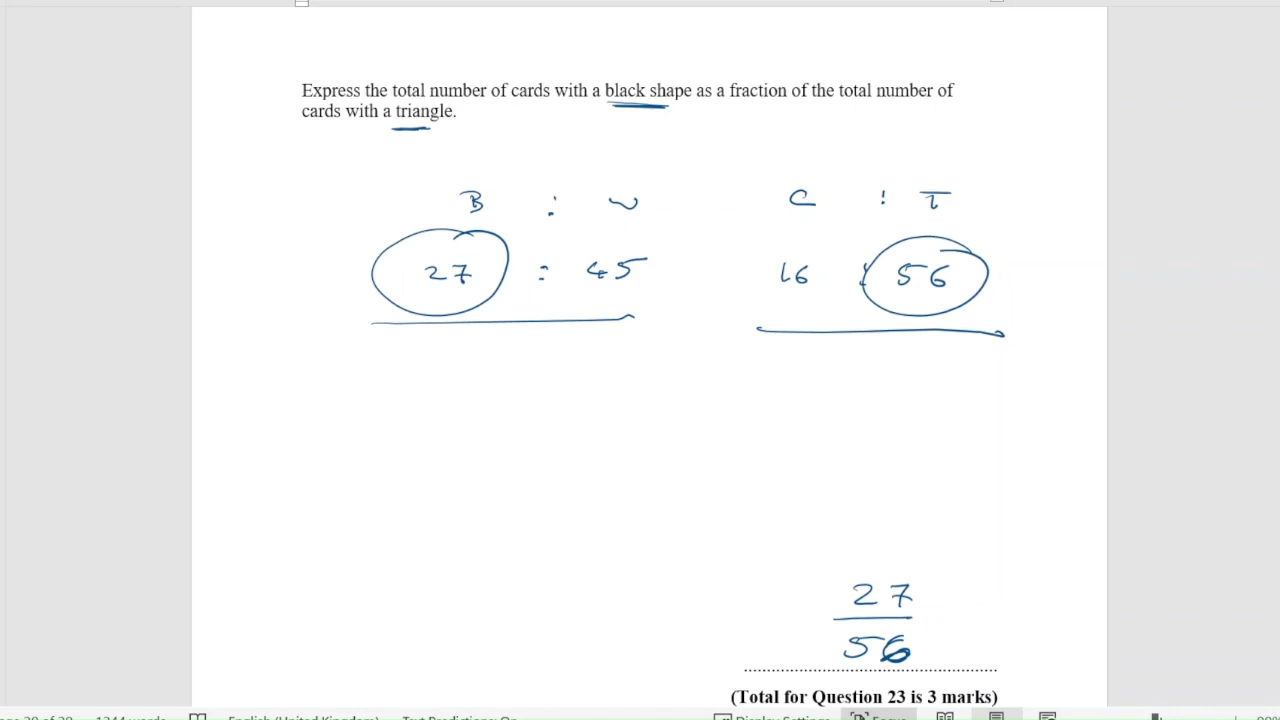 Express the total number of cards with a black shape as a fraction of the total number of
cards with a triangle.
B : W C : T
27 : 45 16 : 56
27
56
(Total for Question 23 is 3 marks)